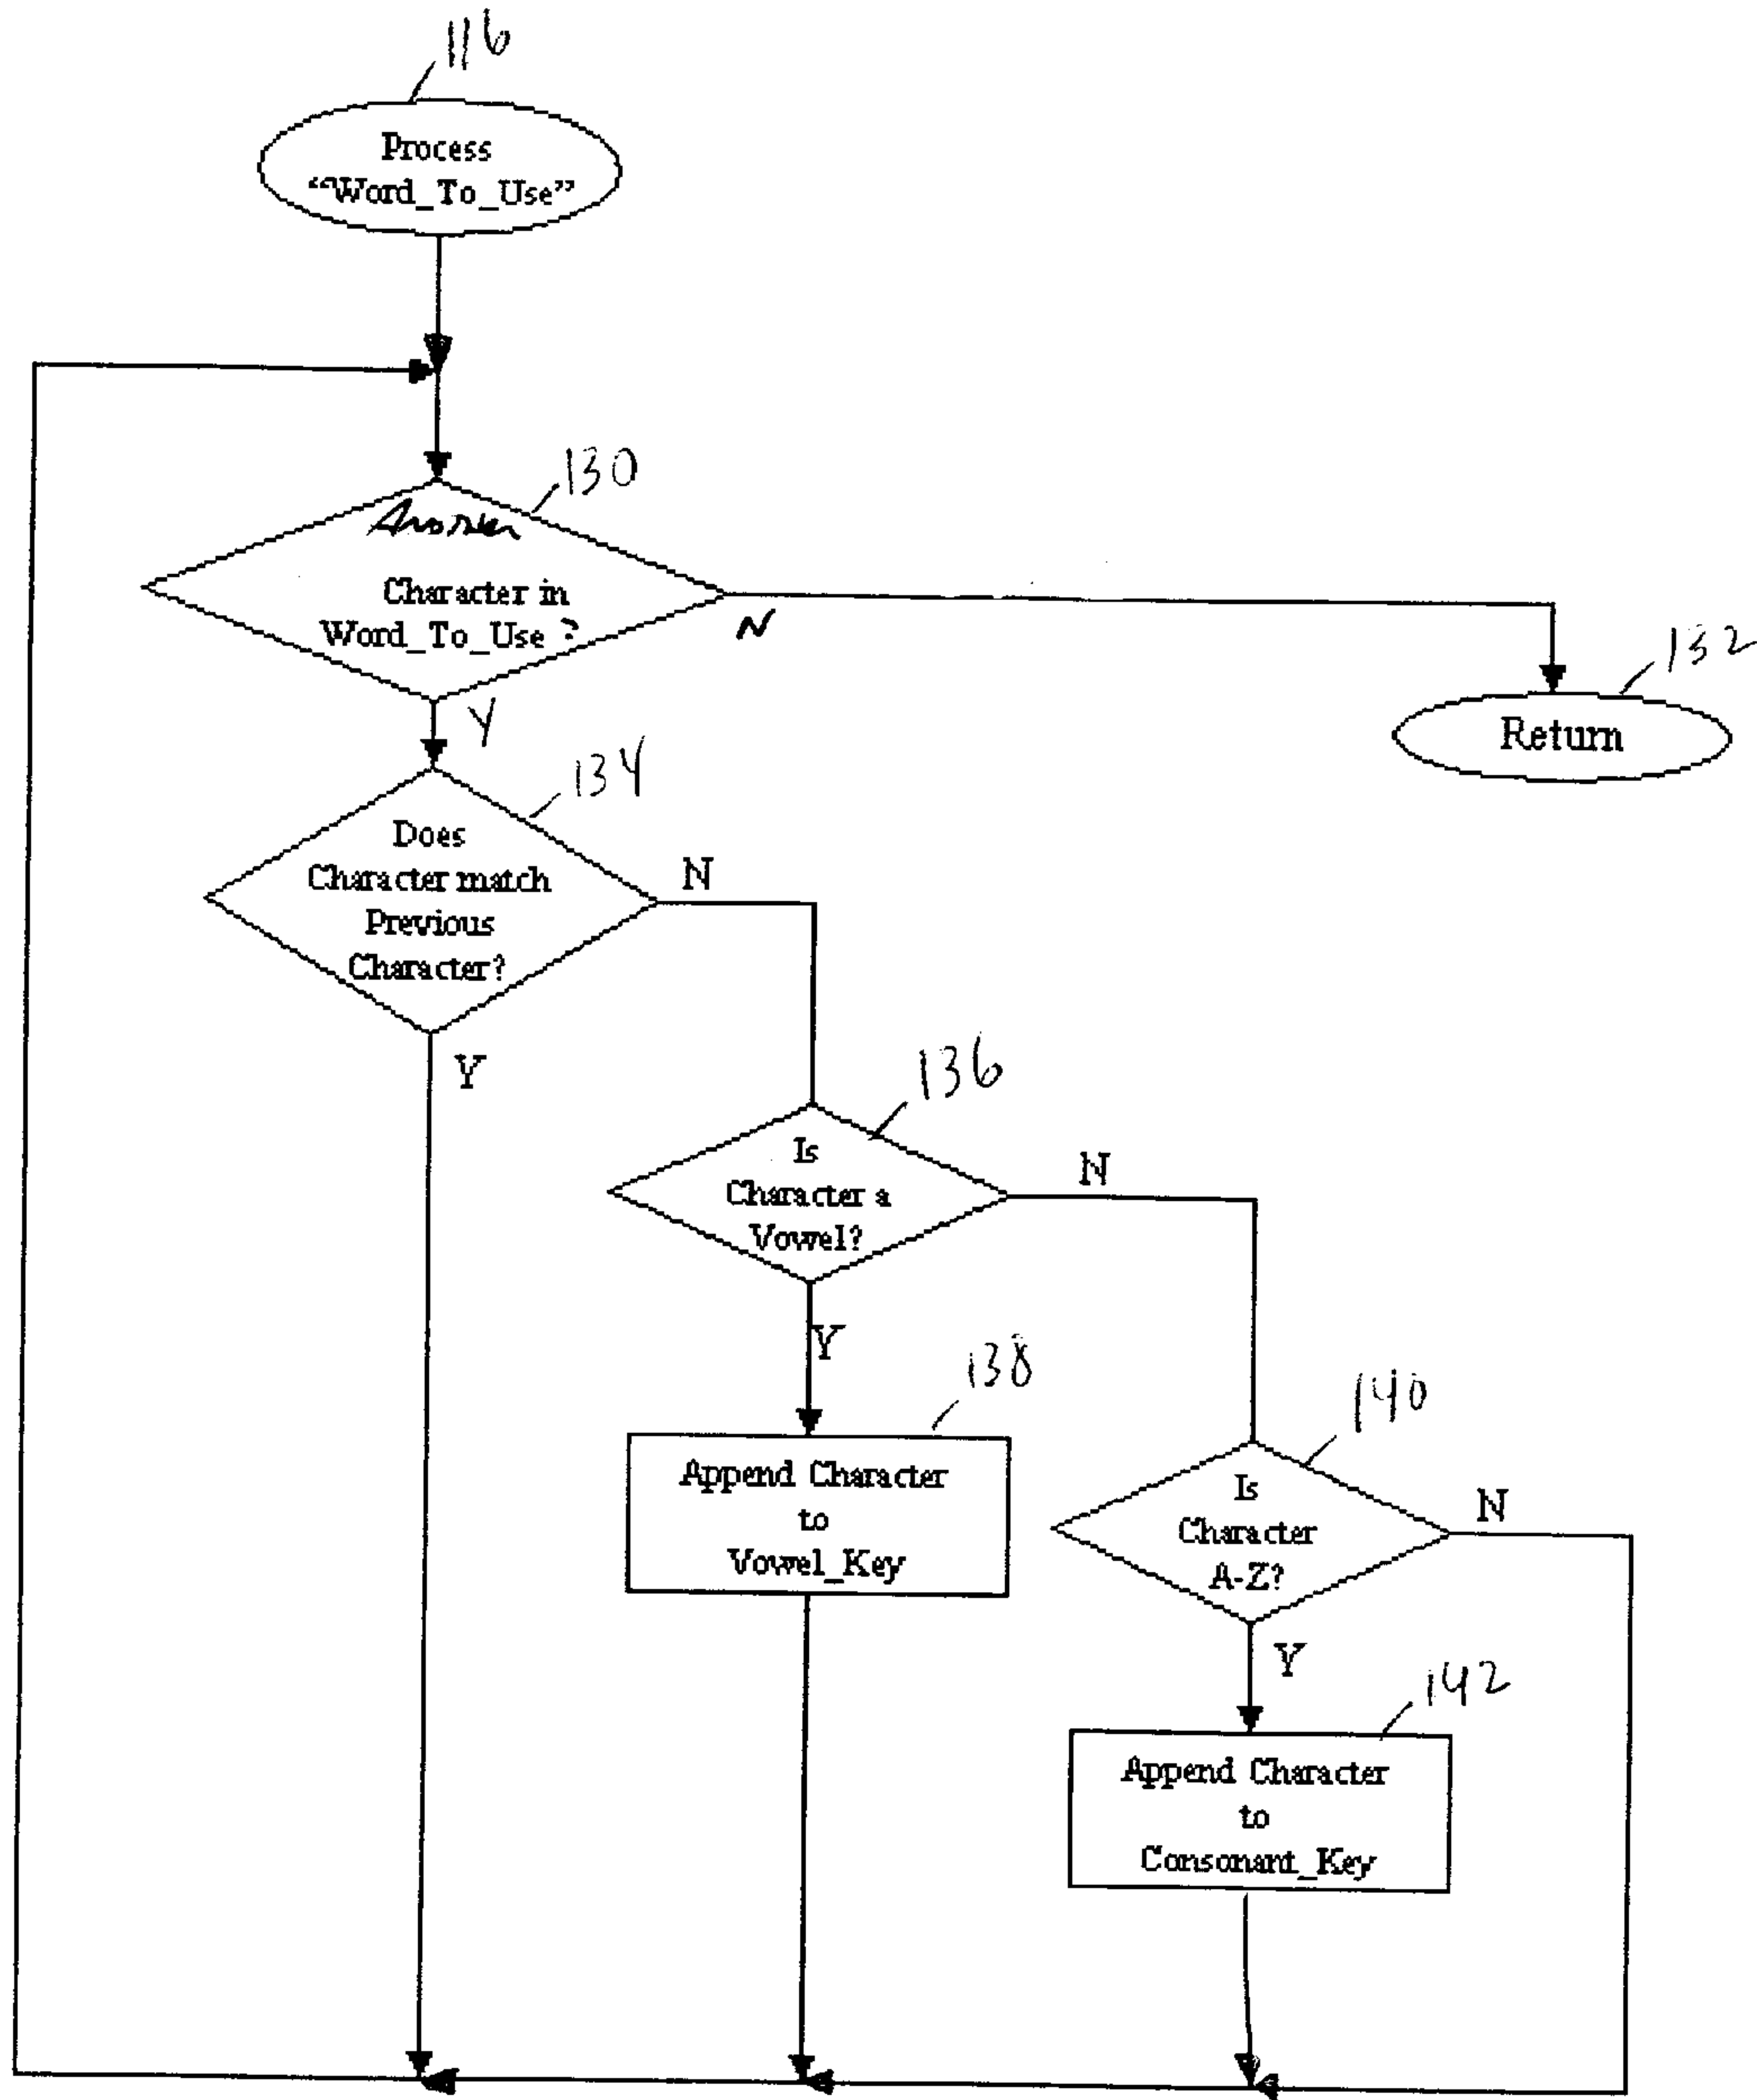 116
Process
“Word_To_Use”
130
Character in
Word_To_Use ?
N
132
Return
Y
134
Does
Character match
Previous
Character?
N
Y
136
Is
Character a
Vowel?
N
Y
138
Append Character
to
Vowel_Key
140
Is
Character
A-Z?
N
Y
142
Append Character
to
Consonant_Key